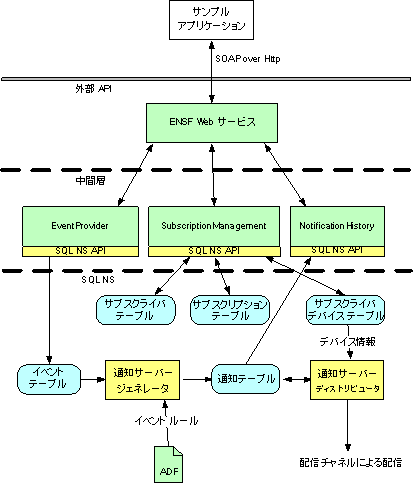 サンプル
アプリケーション
SOAP over Http
外部 API
ENSF Web サービス
中間層
Event Provider
Subscription Management
Notification History
SQL NS API
SQL NS API
SQL NS API
SQL NS
サブスクライバ
テーブル
サブスクリプション
テーブル
サブスクライバ
デバイステーブル
デバイス情報
イベント
テーブル
通知サーバー
ジェネレータ
通知テーブル
通知サーバー
ディストリビュータ
イベント ルール
配信チャネルによる配信
ADF